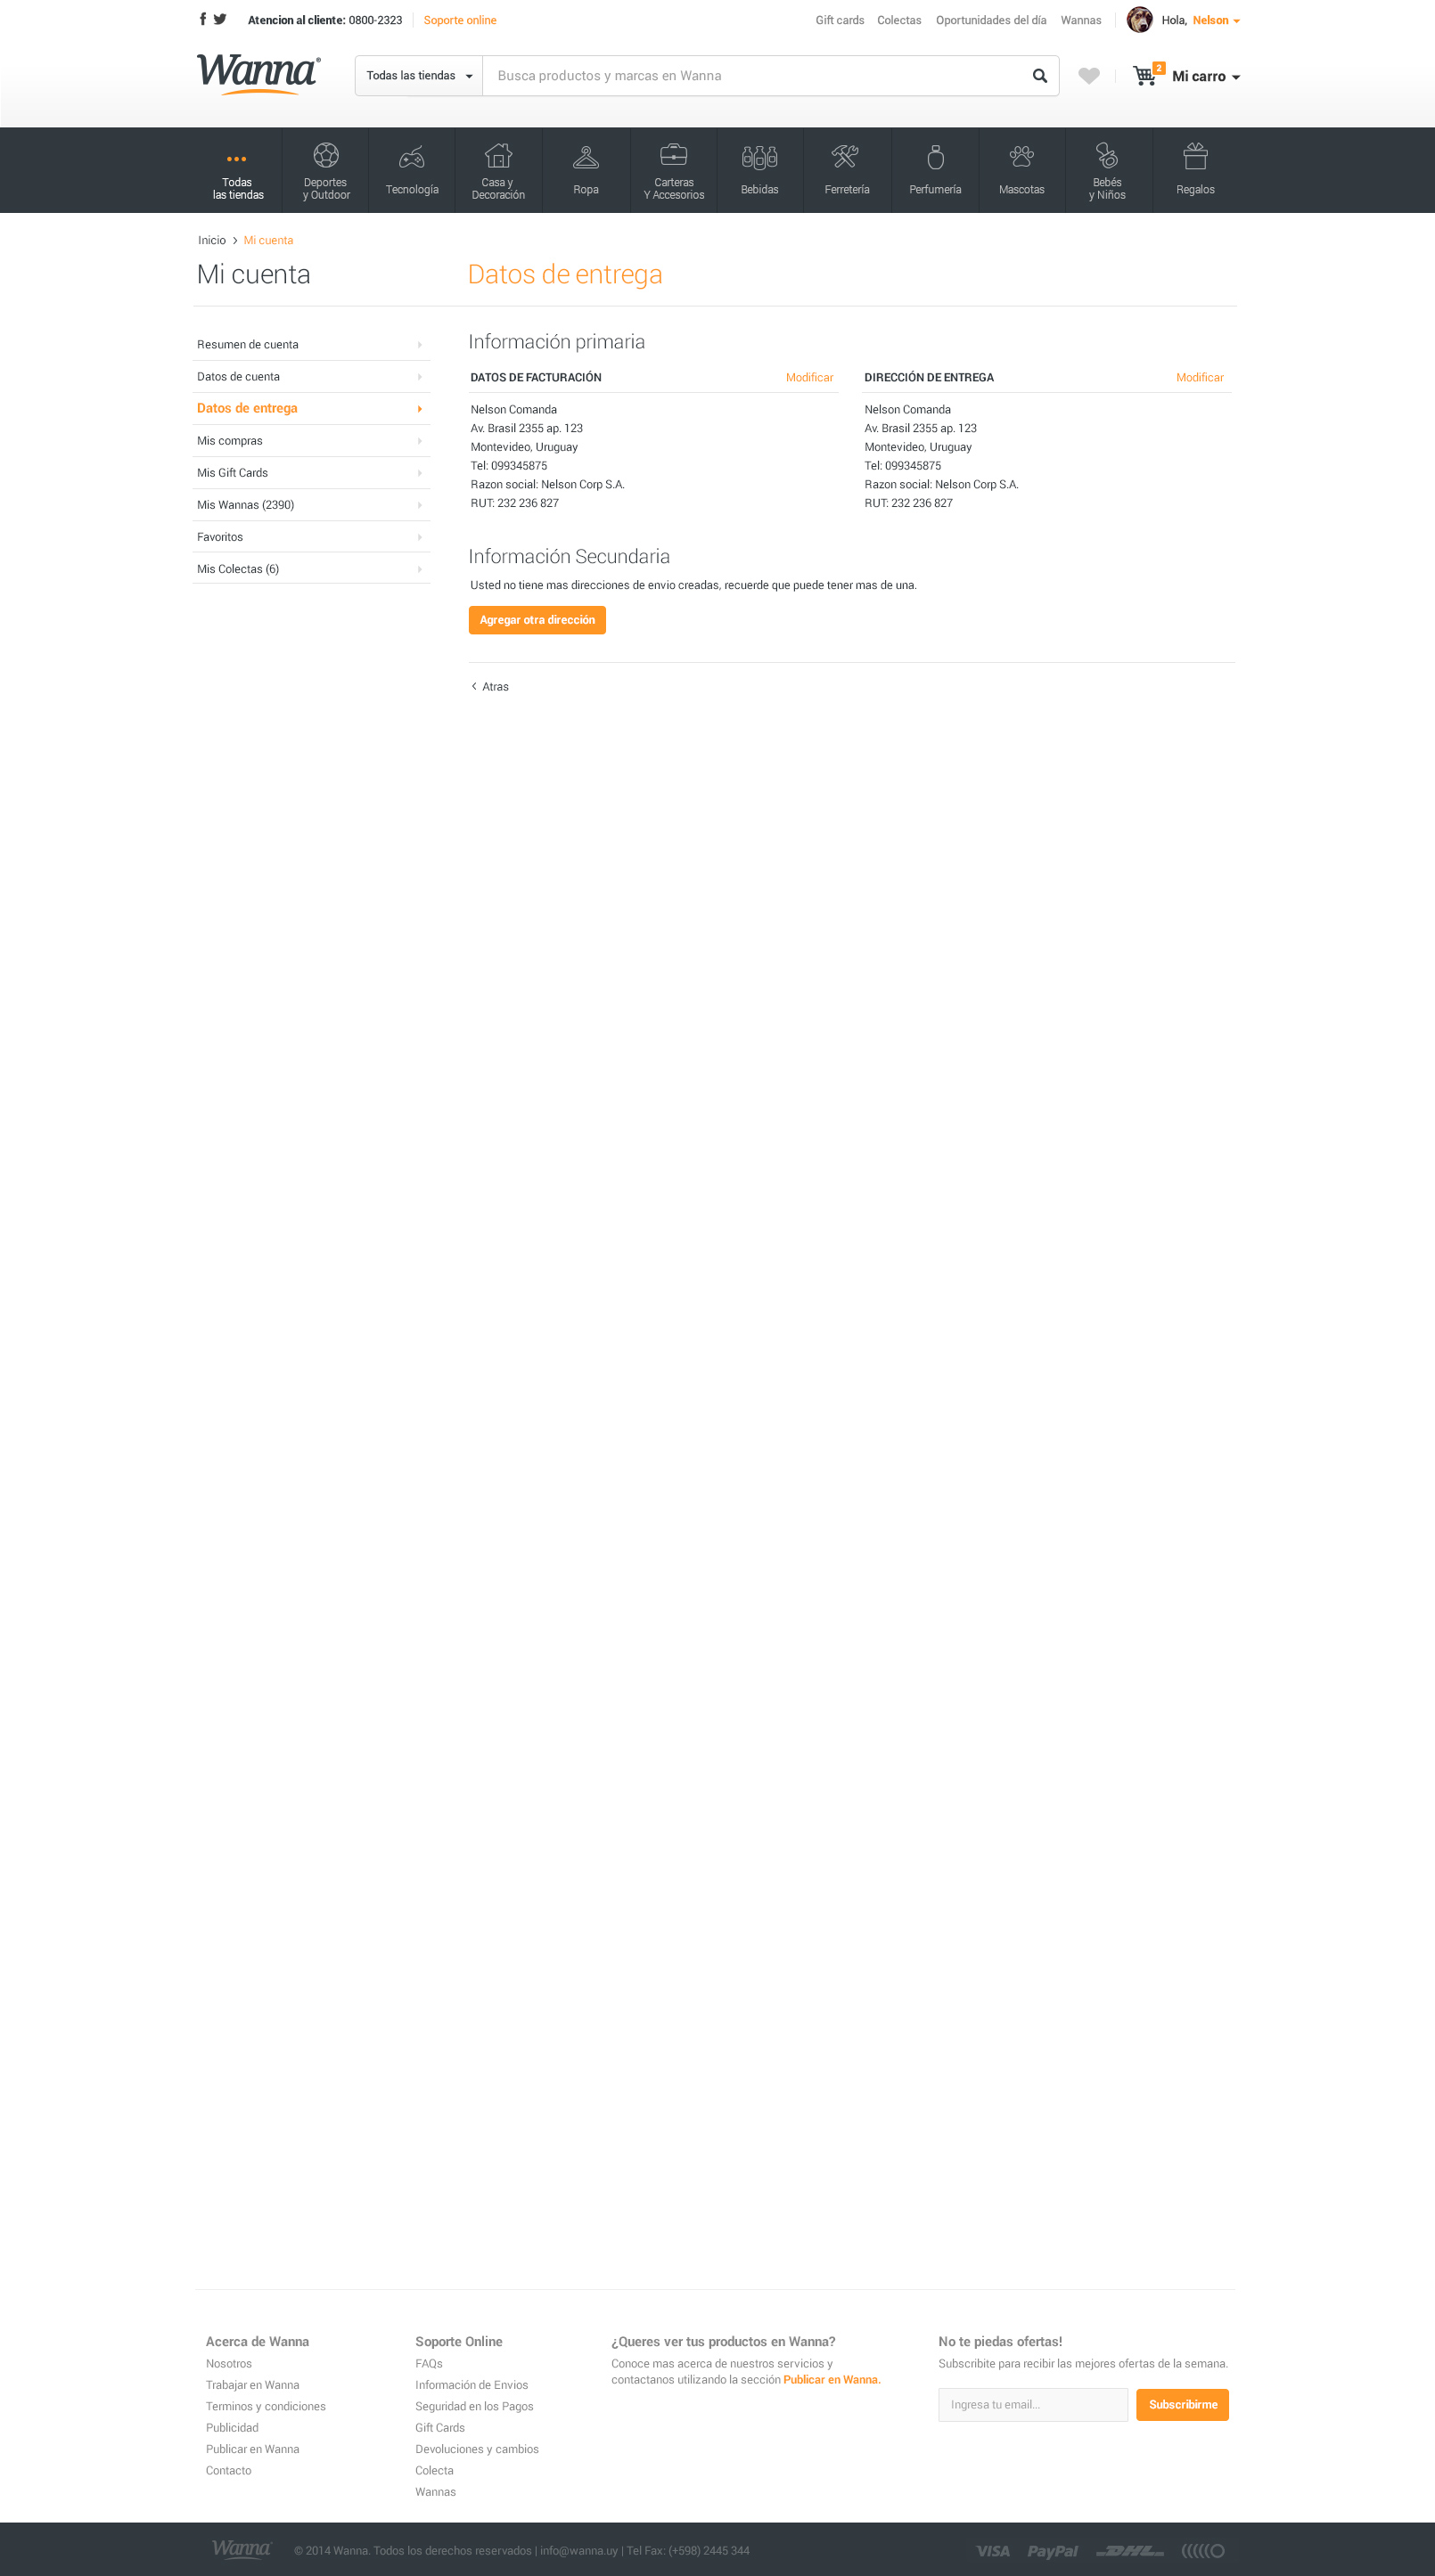 Atencion al cliente: 0800-2323
Soporte online
Gift cards
Colectas
Oportunidades del día
Wannas
Hola, Nelson
Wanna®
Todas las tiendas
Busca productos y marcas en Wanna
2
Mi carro
Todas
las tiendas
Deportes
y Outdoor
Tecnología
Casa y
Decoración
Ropa
Carteras
Y Accesorios
Bebidas
Ferretería
Perfumería
Mascotas
Bebés
y Niños
Regalos
Inicio > Mi cuenta
Mi cuenta
Resumen de cuenta
Datos de cuenta
Datos de entrega
Mis compras
Mis Gift Cards
Mis Wannas (2390)
Favoritos
Mis Colectas (6)
Datos de entrega
Información primaria
DATOS DE FACTURACIÓN
Modificar
Nelson Comanda
Av. Brasil 2355 ap. 123
Montevideo, Uruguay
Tel: 099345875
Razon social: Nelson Corp S.A.
RUT: 232 236 827
DIRECCIÓN DE ENTREGA
Modificar
Nelson Comanda
Av. Brasil 2355 ap. 123
Montevideo, Uruguay
Tel: 099345875
Razon social: Nelson Corp S.A.
RUT: 232 236 827
Información Secundaria
Usted no tiene mas direcciones de envio creadas, recuerde que puede tener mas de una.
Agregar otra dirección
Atras
Acerca de Wanna
Nosotros
Trabajar en Wanna
Terminos y condiciones
Publicidad
Publicar en Wanna
Contacto
Soporte Online
FAQs
Información de Envios
Seguridad en los Pagos
Gift Cards
Devoluciones y cambios
Colecta
Wannas
¿Queres ver tus productos en Wanna?
Conoce mas acerca de nuestros servicios y
contactanos utilizando la sección Publicar en Wanna.
No te piedas ofertas!
Subscribite para recibir las mejores ofertas de la semana.
Ingresa tu email...
Subscribirme
Wanna
© 2014 Wanna. Todos los derechos reservados | info@wanna.uy | Tel Fax: (+598) 2445 344
VISA
PayPal
DHL